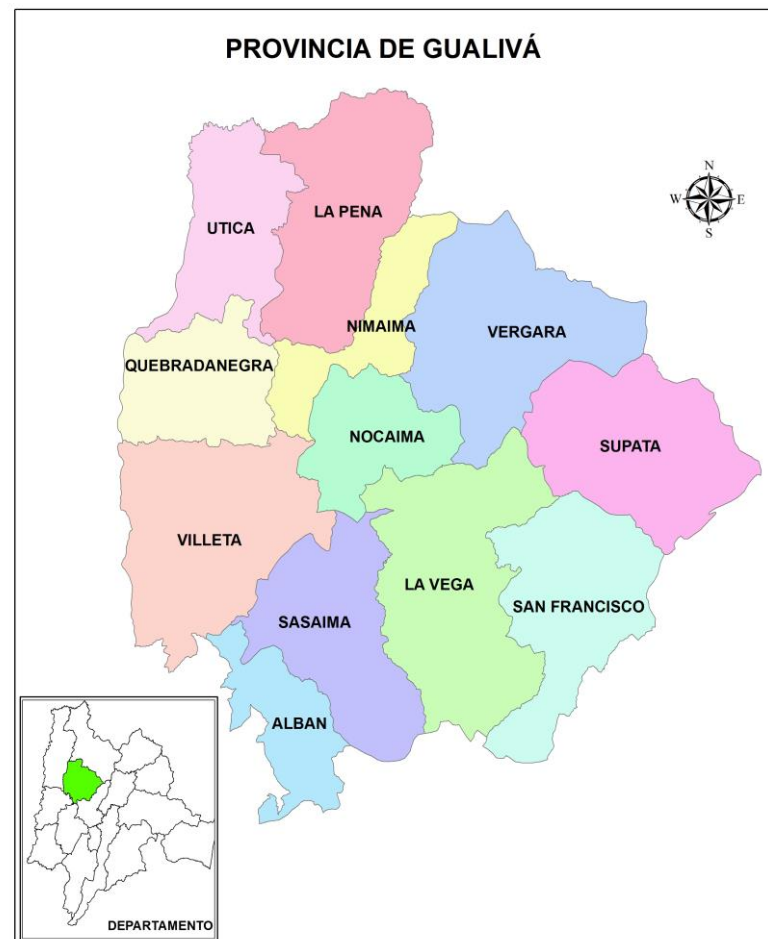 PROVINCIA DE GUALIVÁ
N
W E
S
LA PENA
UTICA
NIMAIMA
VERGARA
QUEBRADANEGRA
NOCAIMA
SUPATA
VILLETA
LA VEGA
SAN FRANCISCO
SASAIMA
ALBAN
DEPARTAMENTO